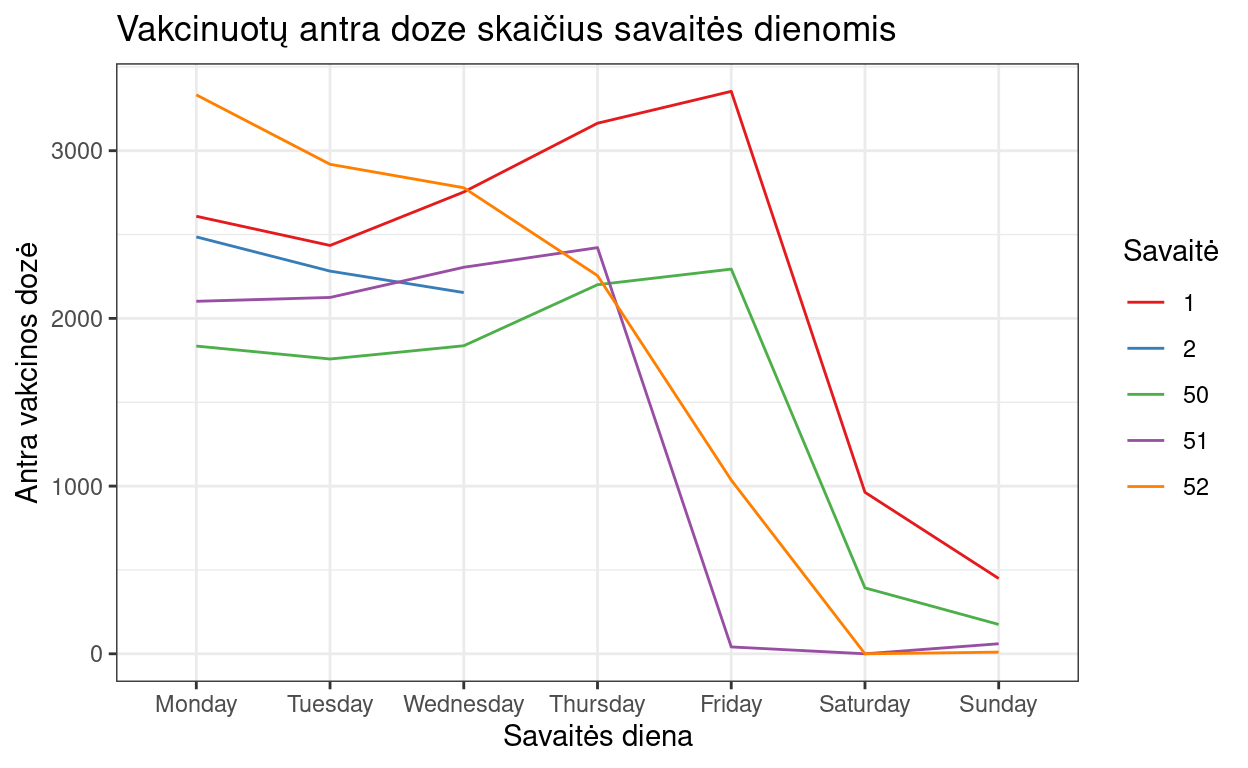 Vakcinuotų antra doze skaičius savaitės dienomis
Antra vakcinos dozė
3000
2000
1000
0
Monday Tuesday Wednesday Thursday Friday Saturday Sunday
Savaitės diena
Savaitė
1
2
50
51
52